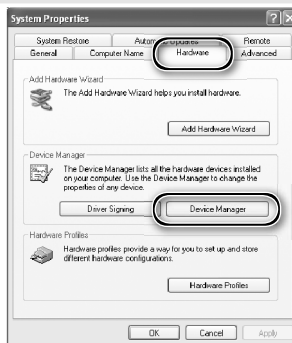 System Properties
System Restore Automatic Updates Remote
General Computer Name Hardware Advanced
Add Hardware Wizard
The Add Hardware Wizard helps you install hardware.
Add Hardware Wizard
Device Manager
The Device Manager lists all the hardware devices installed
on your computer. Use the Device Manager to change the
properties of any device.
Driver Signing Device Manager
Hardware Profiles
Hardware profiles provide a way for you to set up and store
different hardware configurations.
Hardware Profiles
OK Cancel Apply